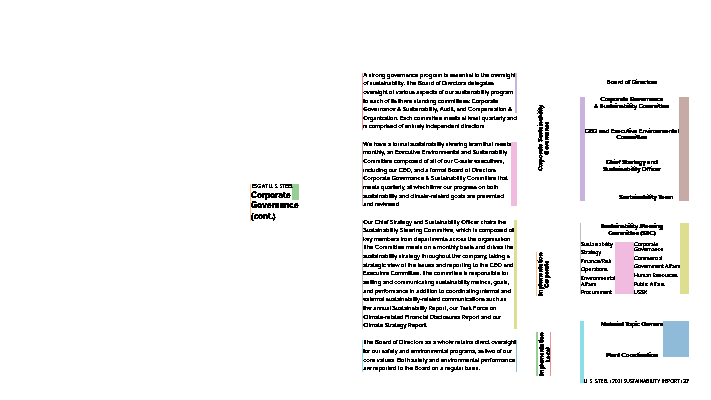 ESG AT U. S. STEEL
Corporate
Governance
(cont.)
A strong governance program is essential to the oversight
of sustainability. The Board of Directors delegates
oversight of various aspects of our sustainability program
to each of its three standing committees: Corporate
Governance & Sustainability, Audit, and Compensation &
Organization. Each committee meets at least quarterly and
is comprised of entirely independent directors.
We have a formal sustainability steering team that meets
monthly, an Executive Environmental and Sustainability
Committee composed of all of our C-suite executives,
including our CEO, and a formal Board of Directors
Corporate Governance & Sustainability Committee that
meets quarterly, at which time our progress on both
sustainability and climate-related goals are presented
and reviewed.
Our Chief Strategy and Sustainability Officer chairs the
Sustainability Steering Committee, which is composed of
key members from departments across the organization.
The Committee meets on a monthly basis and drives the
sustainability strategy throughout the company, taking a
strategic view of the issues and reporting to the CEO and
Executive Committee. The committee is responsible for
setting and communicating sustainability metrics, goals,
and performance in addition to coordinating internal and
external sustainability-related communications such as
the annual Sustainability Report, our Task Force on
Climate-related Financial Disclosures Report and our
Climate Strategy Report.
The Board of Directors as a whole retains direct oversight
for our safety and environmental programs, as two of our
core values. Both safety and environmental performance
are reported to the Board on a regular basis.
Corporate Sustainability
Governance
Implementation
Corporate
Implementation
Local
Board of Directors
Corporate Governance
& Sustainability Committee
CEO and Executive Environmental
Committee
Chief Strategy and
Sustainability Officer
Sustainability Team
Sustainability Steering
Committee (SSC)
Sustainability
Strategy
Finance/Risk
Operations
Environmental
Affairs
Procurement
Corporate
Governance
Commercial
Government Affairs
Human Resources
Public Affairs
USSK
Material Topic Owners
Plant Coordination
U. S. STEEL | 2021 SUSTAINABILITY REPORT |